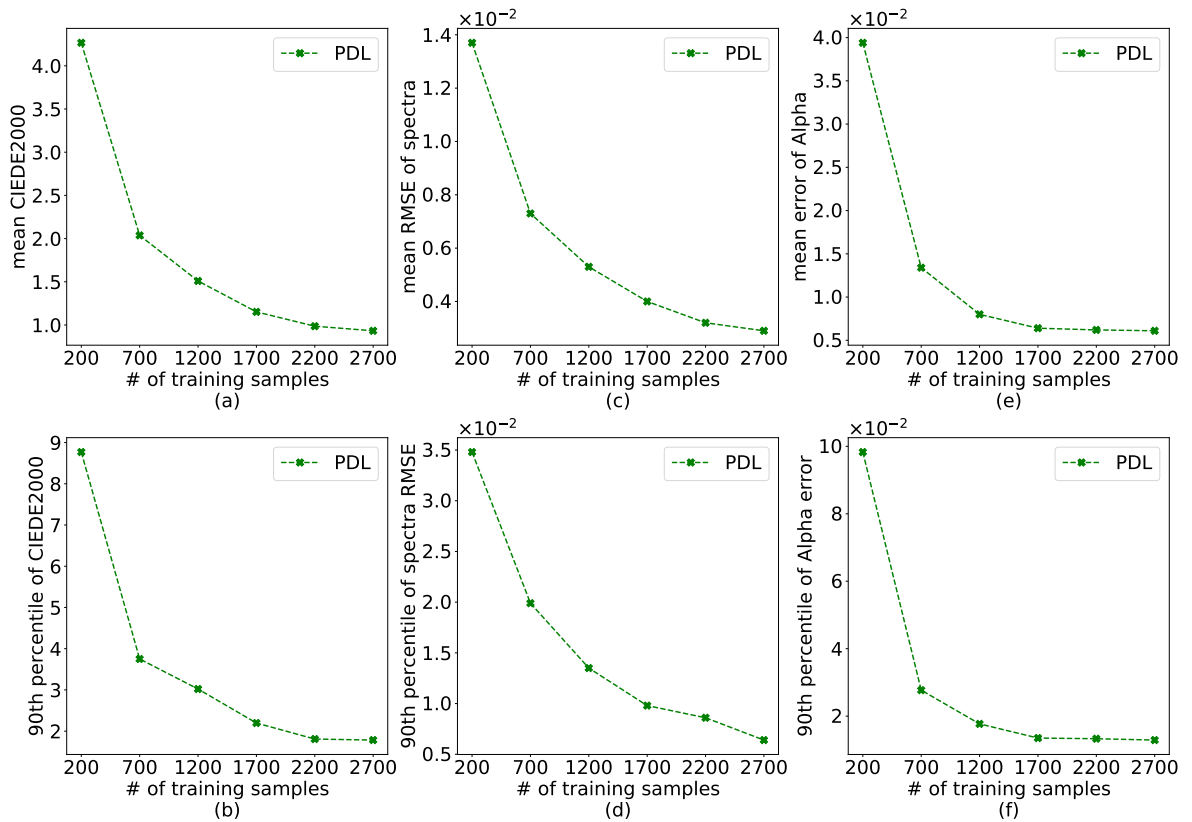 ×10−2
×10−2
4.0
3.5
3.0
2.5
2.0
1.5
1.0
mean CIEDE2000
PDL
200 700 1200 1700 2200 2700
# of training samples
(a)
1.4
1.2
1.0
0.8
0.6
0.4
mean RMSE of spectra
PDL
200 700 1200 1700 2200 2700
# of training samples
(c)
4.0
3.5
3.0
2.5
2.0
1.5
1.0
0.5
mean error of Alpha
PDL
200 700 1200 1700 2200 2700
# of training samples
(e)
9
8
7
6
5
4
3
2
90th percentile of CIEDE2000
PDL
200 700 1200 1700 2200 2700
# of training samples
(b)
×10−2
3.5
3.0
2.5
2.0
1.5
1.0
0.5
90th percentile of spectra RMSE
PDL
200 700 1200 1700 2200 2700
# of training samples
(d)
×10−2
10
8
6
4
2
90th percentile of Alpha error
PDL
200 700 1200 1700 2200 2700
# of training samples
(f)